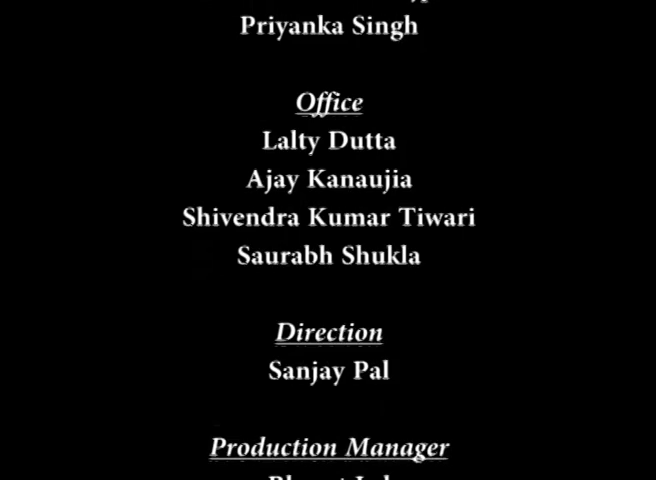 Priyanka Singh
Office
Lalty Dutta
Ajay Kanaujia
Shivendra Kumar Tiwari
Saurabh Shukla
Direction
Sanjay Pal
Production Manager